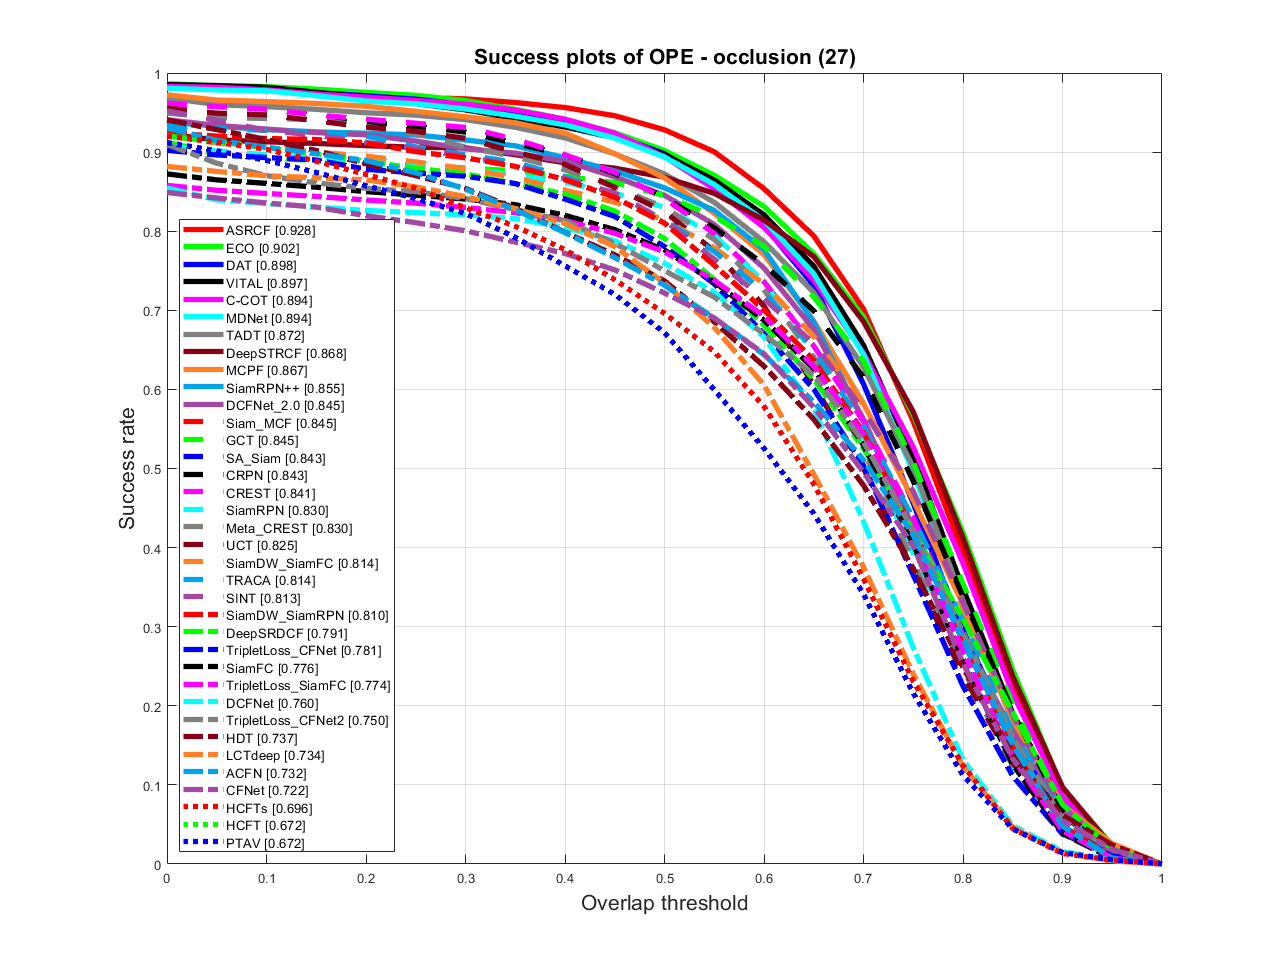 Success plots of OPE - occlusion (27)
1
0.9
0.8
0.7
0.6
0.5
0.4
0.3
0.2
0.1
0
Success rate
ASRCF [0.928]
ECO [0.902]
DAT [0.898]
VITAL [0.897]
C-COT [0.894]
MDNet [0.894]
TADT [0.872]
DeepSTRCF [0.868]
MCPF [0.867]
SiamRPN++ [0.855]
DCFNet_2.0 [0.845]
Siam_MCF [0.845]
GCT [0.845]
SA_Siam [0.843]
CRPN [0.843]
CREST [0.841]
SiamRPN [0.830]
Meta_CREST [0.830]
UCT [0.825]
SiamDW_SiamFC [0.814]
TRACA [0.814]
SINT [0.813]
SiamDW_SiamRPN [0.810]
DeepSRDCF [0.791]
TripletLoss_CFNet [0.781]
SiamFC [0.776]
TripletLoss_SiamFC [0.774]
DCFNet [0.760]
TripletLoss_CFNet2 [0.750]
HDT [0.737]
LCTdeep [0.734]
ACFN [0.732]
CFNet [0.722]
HCFTs [0.696]
HCFT [0.672]
PTAV [0.672]
0 0.1 0.2 0.3 0.4 0.5 0.6 0.7 0.8 0.9 1
Overlap threshold